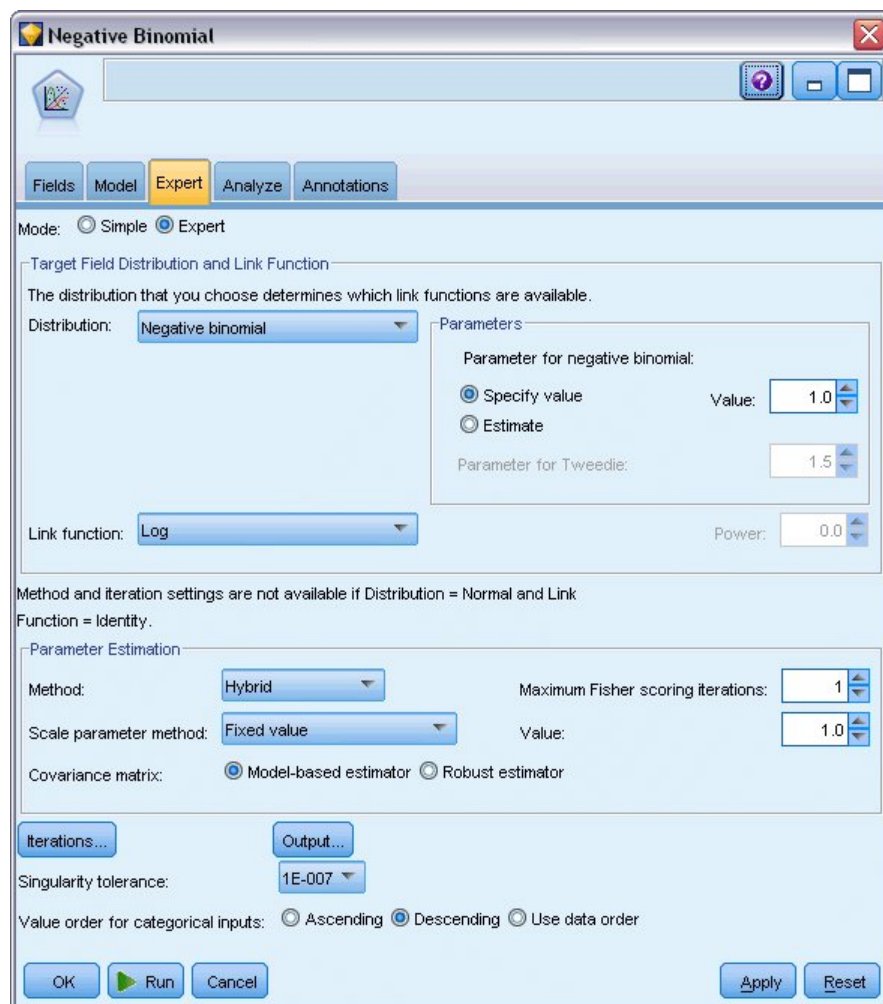 Negative Binomial
?
Fields Model Expert Analyze Annotations
Mode: Simple Expert
Target Field Distribution and Link Function
The distribution that you choose determines which link functions are available.
Distribution: Negative binomial
Parameters
Parameter for negative binomial:
Specify value Value: 1.0
Estimate
Parameter for Tweedie: 1.5
Link function: Log Power: 0.0
Method and iteration settings are not available if Distribution = Normal and Link
Function = Identity.
Parameter Estimation
Method: Hybrid Maximum Fisher scoring iterations: 1
Scale parameter method: Fixed value Value: 1.0
Covariance matrix: Model-based estimator Robust estimator
Iterations... Output...
Singularity tolerance: 1E-007
Value order for categorical inputs: Ascending Descending Use data order
OK Run Cancel Apply Reset